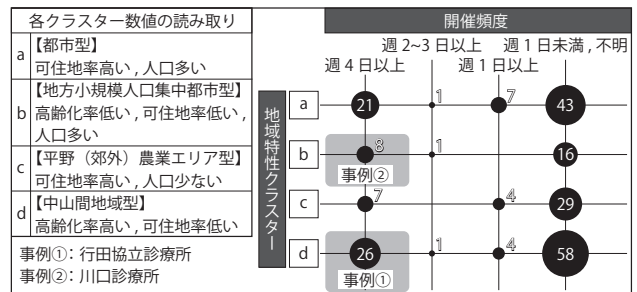 各クラスター数値の読み取り
a
【都市型】
可住地率高い , 人口多い
b
【地方小規模人口集中都市型】
高齢化率低い , 可住地率低い ,
人口多い
c
【平野（郊外）農業エリア型】
可住地率高い , 人口少ない
d
【中山間地域型】
高齢化率高い , 可住地率低い
事例①：行田協立診療所
事例②：川口診療所
開催頻度
週 2~3 日以上
週 1 日未満 , 不明
週 4 日以上
週 1 日以上
地域特性クラスター
a
21
1
7
43
b
8
1
16
事例②
c
7
4
29
d
26
1
4
58
事例①